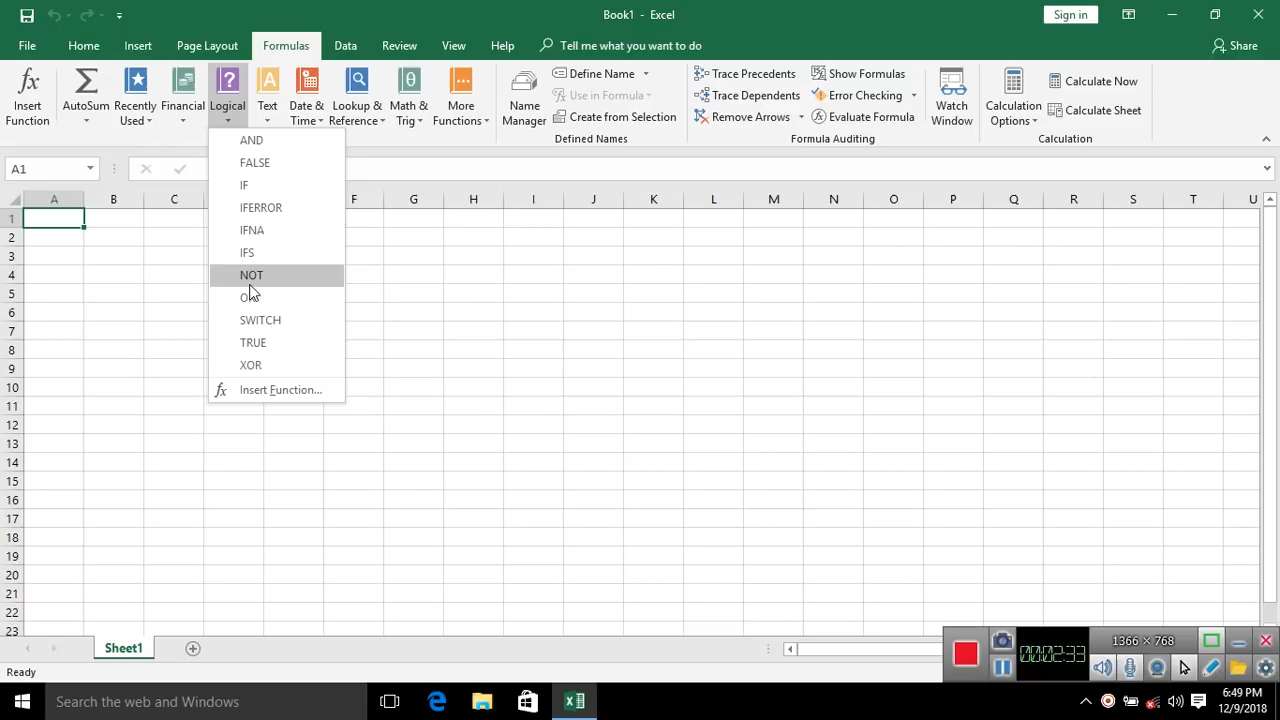 Book1 - Excel
Sign in
File Home Insert Page Layout Formulas Data Review View Help Tell me what you want to do Share
Insert Function
AutoSum
Recently Used
Financial
Logical
Text
Date & Time
Lookup & Reference
Math & Trig
More Functions
Name Manager
Define Name
Use in Formula
Create from Selection
Defined Names
Trace Precedents
Trace Dependents
Remove Arrows
Show Formulas
Error Checking
Evaluate Formula
Formula Auditing
Watch Window
Calculation Options
Calculate Now
Calculate Sheet
Calculation
A1
AND
FALSE
IF
IFERROR
IFNA
IFS
NOT
SWITCH
TRUE
XOR
fx Insert Function...
A B C F G H I J K L M N O P Q R S T U
1
2
3
4
5
6
7
8
9
10
11
12
13
14
15
16
17
18
19
20
21
22
23
Sheet1
Ready
1366 × 768
00:02:33
Search the web and Windows
6:49 PM
12/9/2018